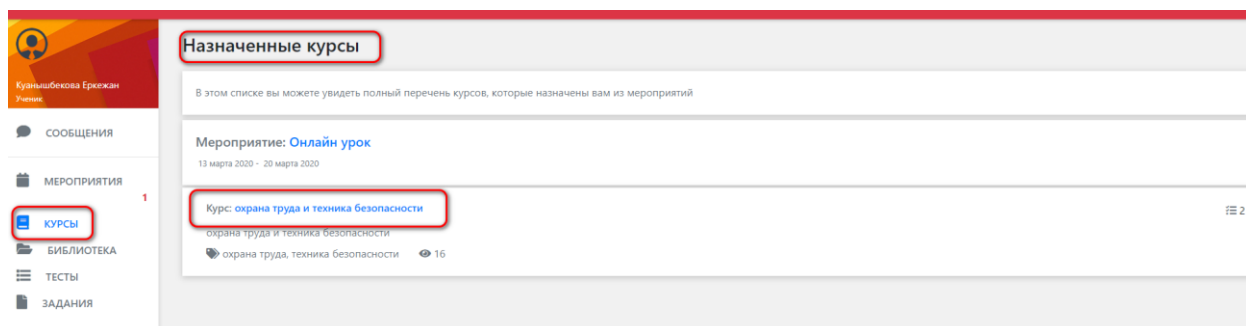 Куанышбекова Еркежан
Ученик
СООБЩЕНИЯ
МЕРОПРИЯТИЯ
1
КУРСЫ
БИБЛИОТЕКА
ТЕСТЫ
ЗАДАНИЯ
Назначенные курсы
В этом списке вы можете увидеть полный перечень курсов, которые назначены вам из мероприятий
Мероприятие: Онлайн урок
13 марта 2020 - 20 марта 2020
Курс: охрана труда и техника безопасности
2
охрана труда и техника безопасности
охрана труда, техника безопасности 16